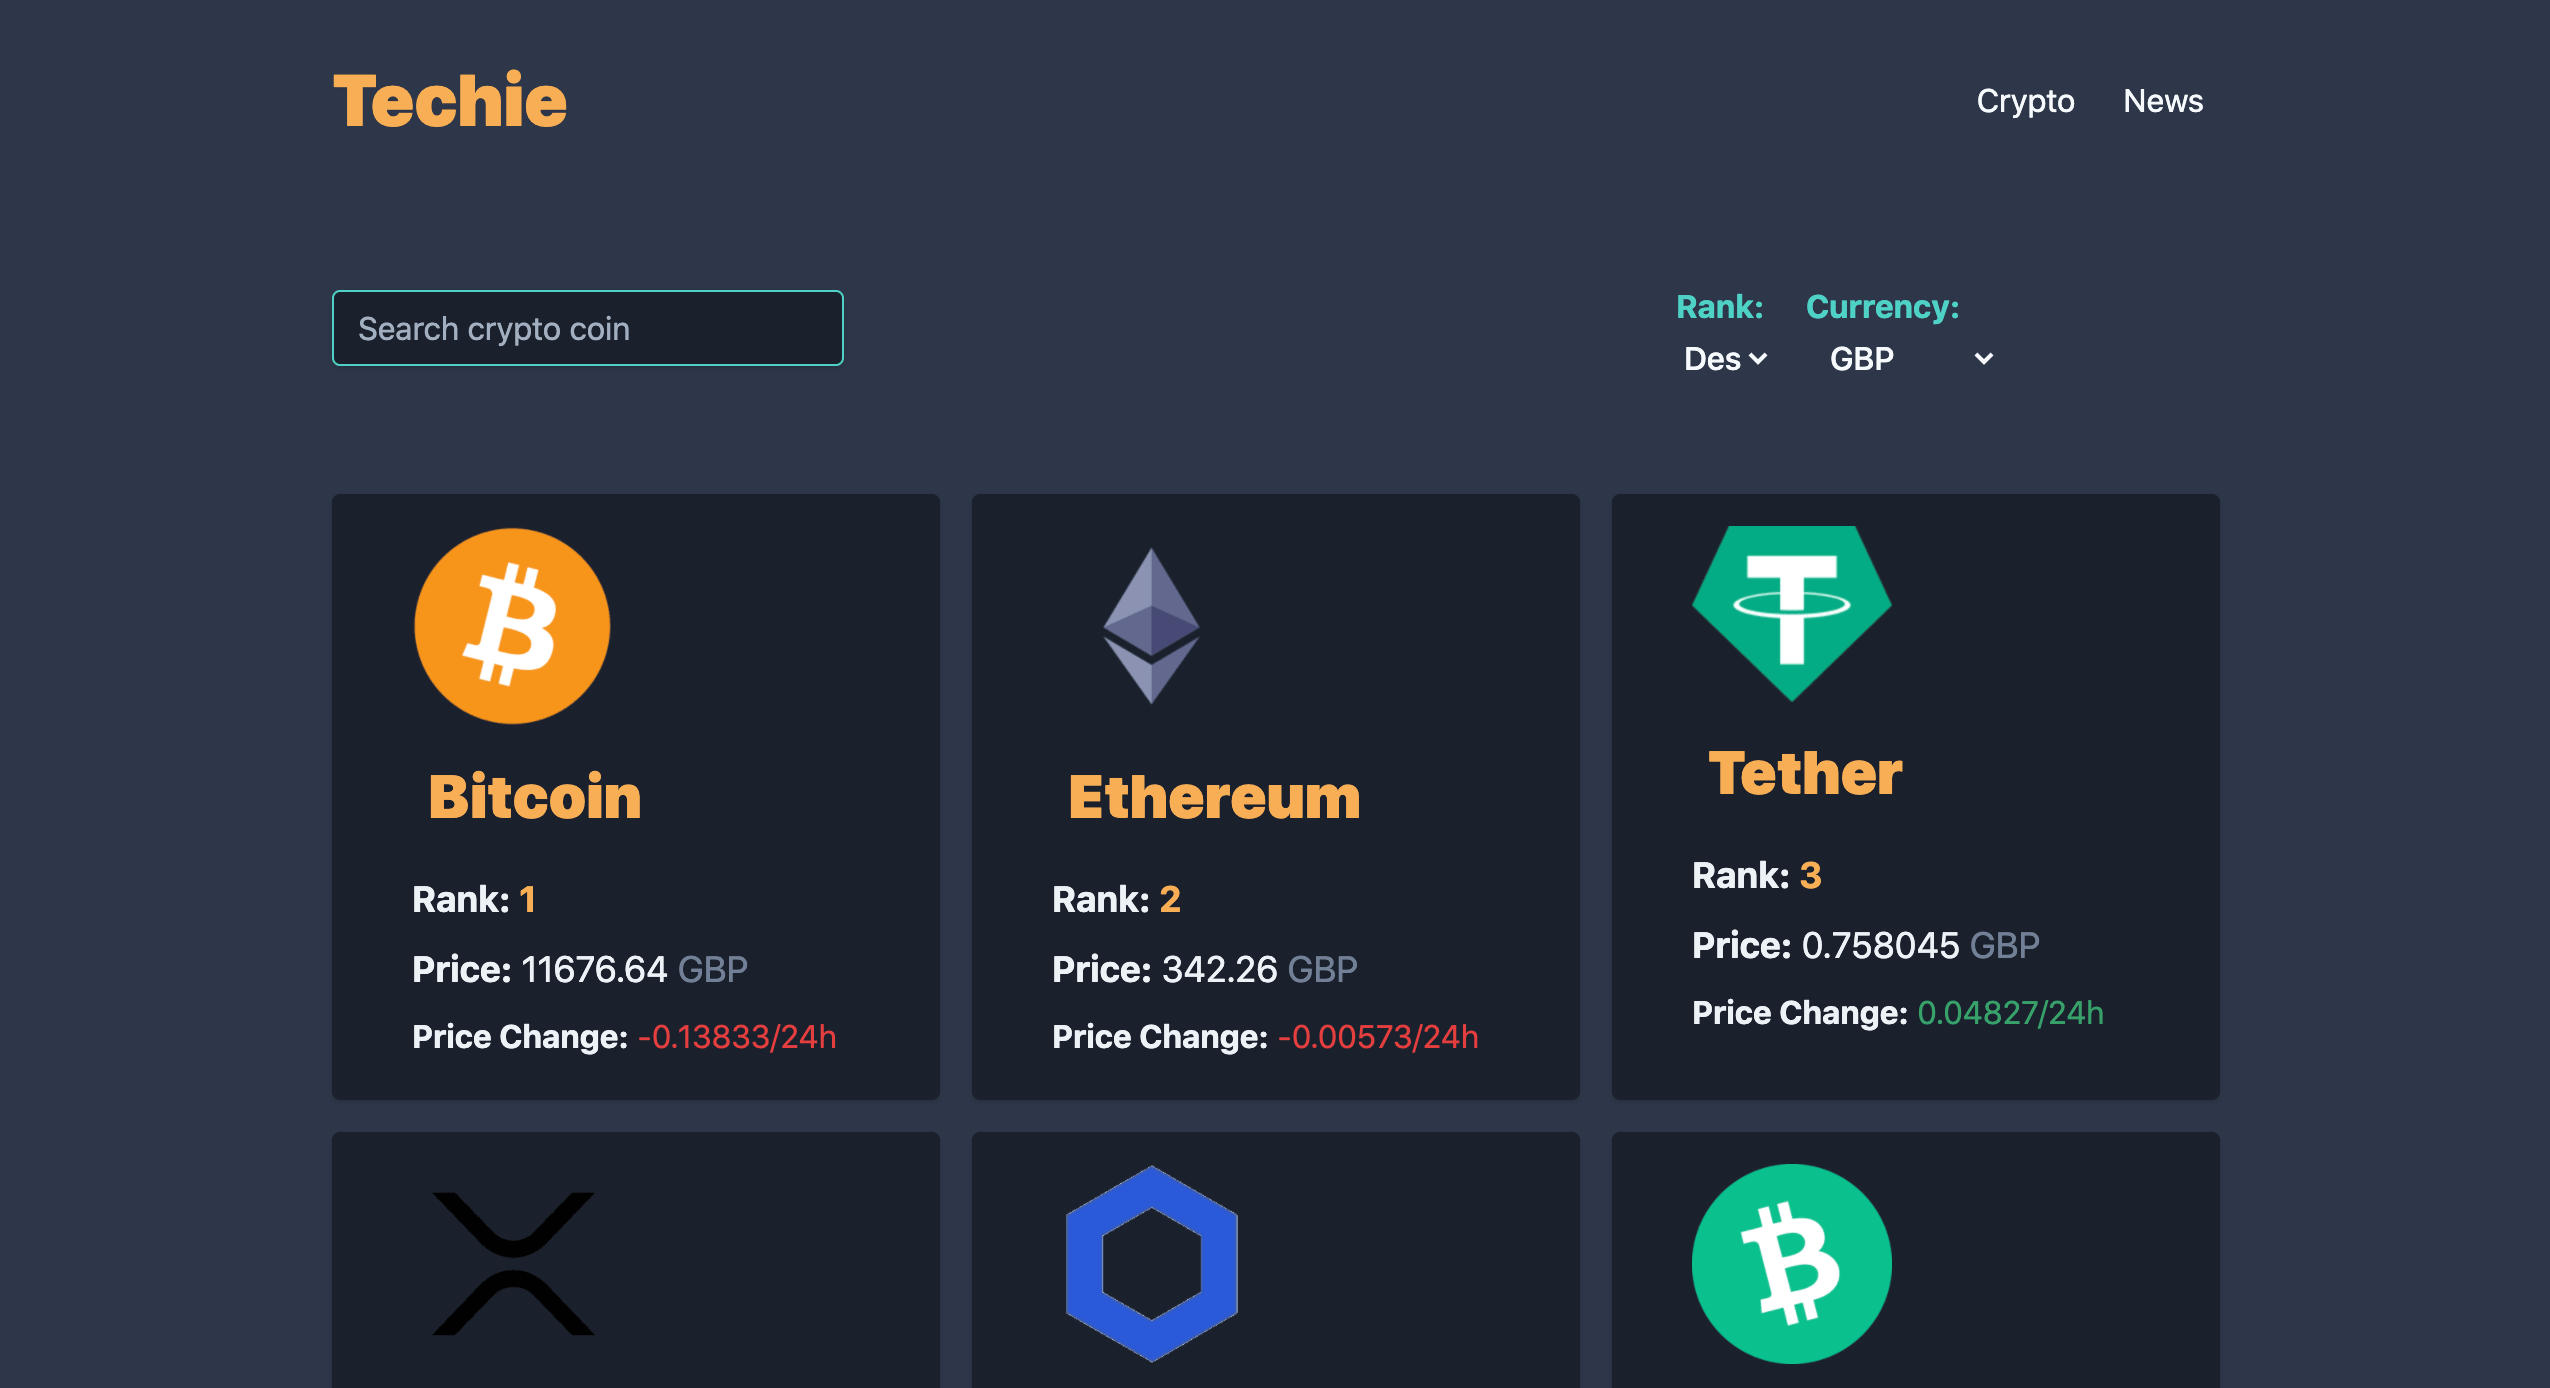 Techie
Crypto News
Search crypto coin
Rank: Currency:
Des GBP
Bitcoin
Rank: 1
Price: 11676.64 GBP
Price Change: -0.13833/24h
Ethereum
Rank: 2
Price: 342.26 GBP
Price Change: -0.00573/24h
Tether
Rank: 3
Price: 0.758045 GBP
Price Change: 0.04827/24h